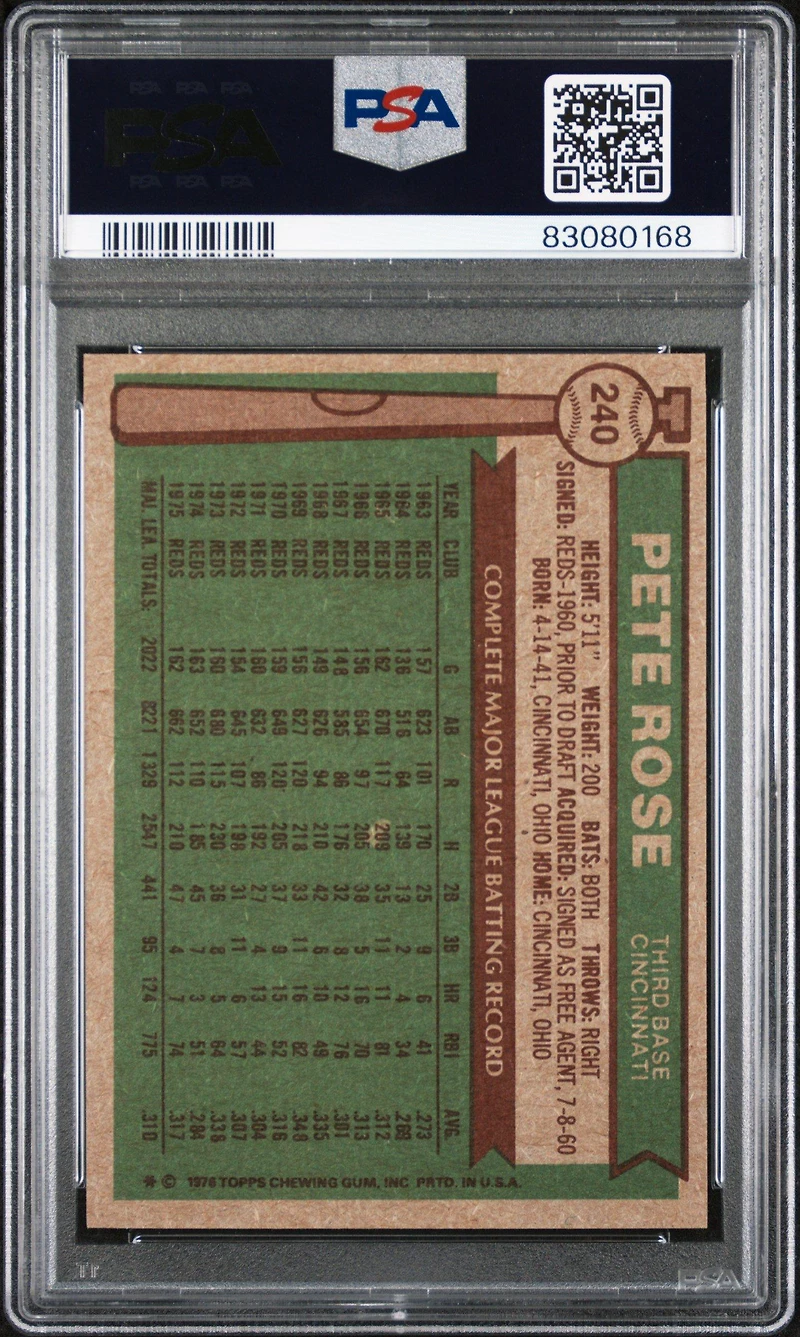 PSA PSA PSA
PSA
PSA PSA PSA
PSA
83080168
240
PETE ROSE
THIRD BASE
CINCINNATI
HEIGHT: 5'11" WEIGHT: 200 BATS: BOTH THROWS: RIGHT
SIGNED: REDS-1960, PRIOR TO DRAFT ACQUIRED: SIGNED AS FREE AGENT, 7-8-60
BORN: 4-14-41, CINCINNATI, OHIO HOME: CINCINNATI, OHIO
COMPLETE MAJOR LEAGUE BATTING RECORD
YEAR CLUB G AB R H 2B 3B HR RBI AVG.
1963 REDS 157 623 101 170 25 9 6 41 .273
1964 REDS 136 516 64 139 13 2 4 34 .269
1965 REDS 162 670 117 209 35 11 11 81 .312
1966 REDS 156 654 97 205 38 5 16 70 .313
1967 REDS 148 585 86 176 32 8 12 76 .301
1968 REDS 149 626 94 210 42 6 10 49 .335
1969 REDS 156 627 120 218 33 11 16 82 .348
1970 REDS 159 649 120 205 37 9 15 52 .316
1971 REDS 160 632 86 192 27 4 13 44 .304
1972 REDS 154 645 107 198 31 11 6 57 .307
1973 REDS 160 680 115 230 36 8 5 64 .338
1974 REDS 163 652 110 185 45 7 3 51 .284
1975 REDS 162 662 112 210 47 4 7 74 .317
MAJ. LEA. TOTALS: 2022 8221 1329 2547 441 95 124 775 .310
* © 1976 TOPPS CHEWING GUM, INC PRTD. IN U.S.A.
PSA